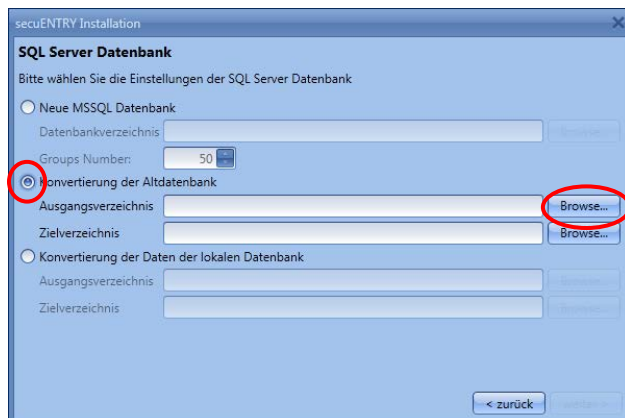 secuENTRY Installation
SQL Server Datenbank
Bitte wählen Sie die Einstellungen der SQL Server Datenbank
Neue MSSQL Datenbank
Datenbankverzeichnis Browse...
Groups Number: 50
Konvertierung der Altdatenbank
Ausgangsverzeichnis Browse...
Zielverzeichnis Browse...
Konvertierung der Daten der lokalen Datenbank
Ausgangsverzeichnis Browse...
Zielverzeichnis Browse...
< zurück weiter >